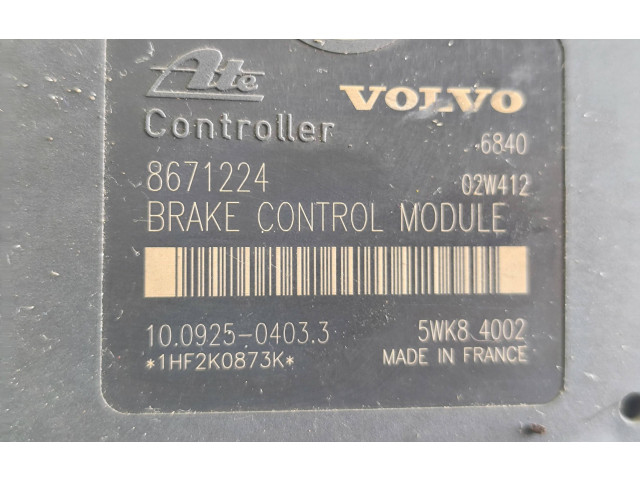 Ate VOLVO
Controller 6840
8671224 02W412
BRAKE CONTROL MODULE
10.0925-0403.3 5WK8 4002
*1HF2K0873K* MADE IN FRANCE